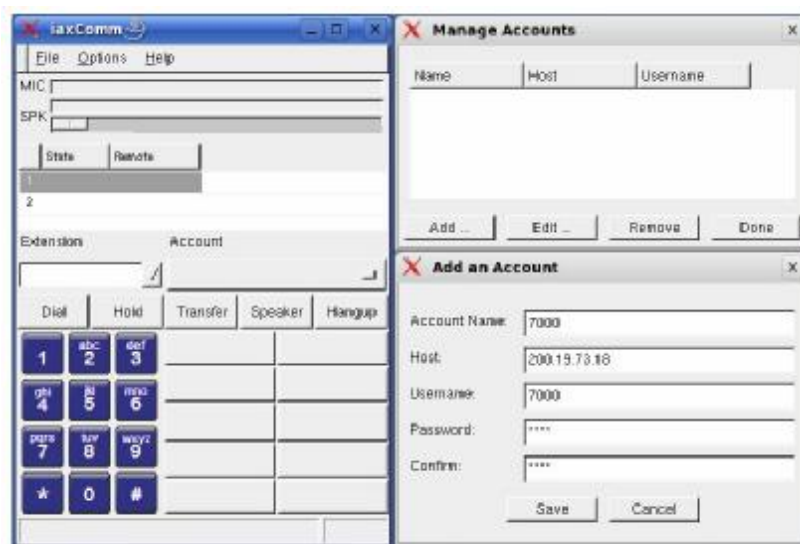 iaxComm
File Options Help
MIC
SPK
State Remote
1
2
Extension Account
Dial Hold Transfer Speaker Hangup
1 abc 2 def 3
ghi 4 jkl 5 mno 6
pqrs 7 tuv 8 wxyz 9
* 0 #
Manage Accounts
Name Host Username
Add ... Edit ... Remove Done
Add an Account
Account Name: 7000
Host: 200.19.73.18
Username: 7000
Password: ****
Confirm: ****
Save Cancel